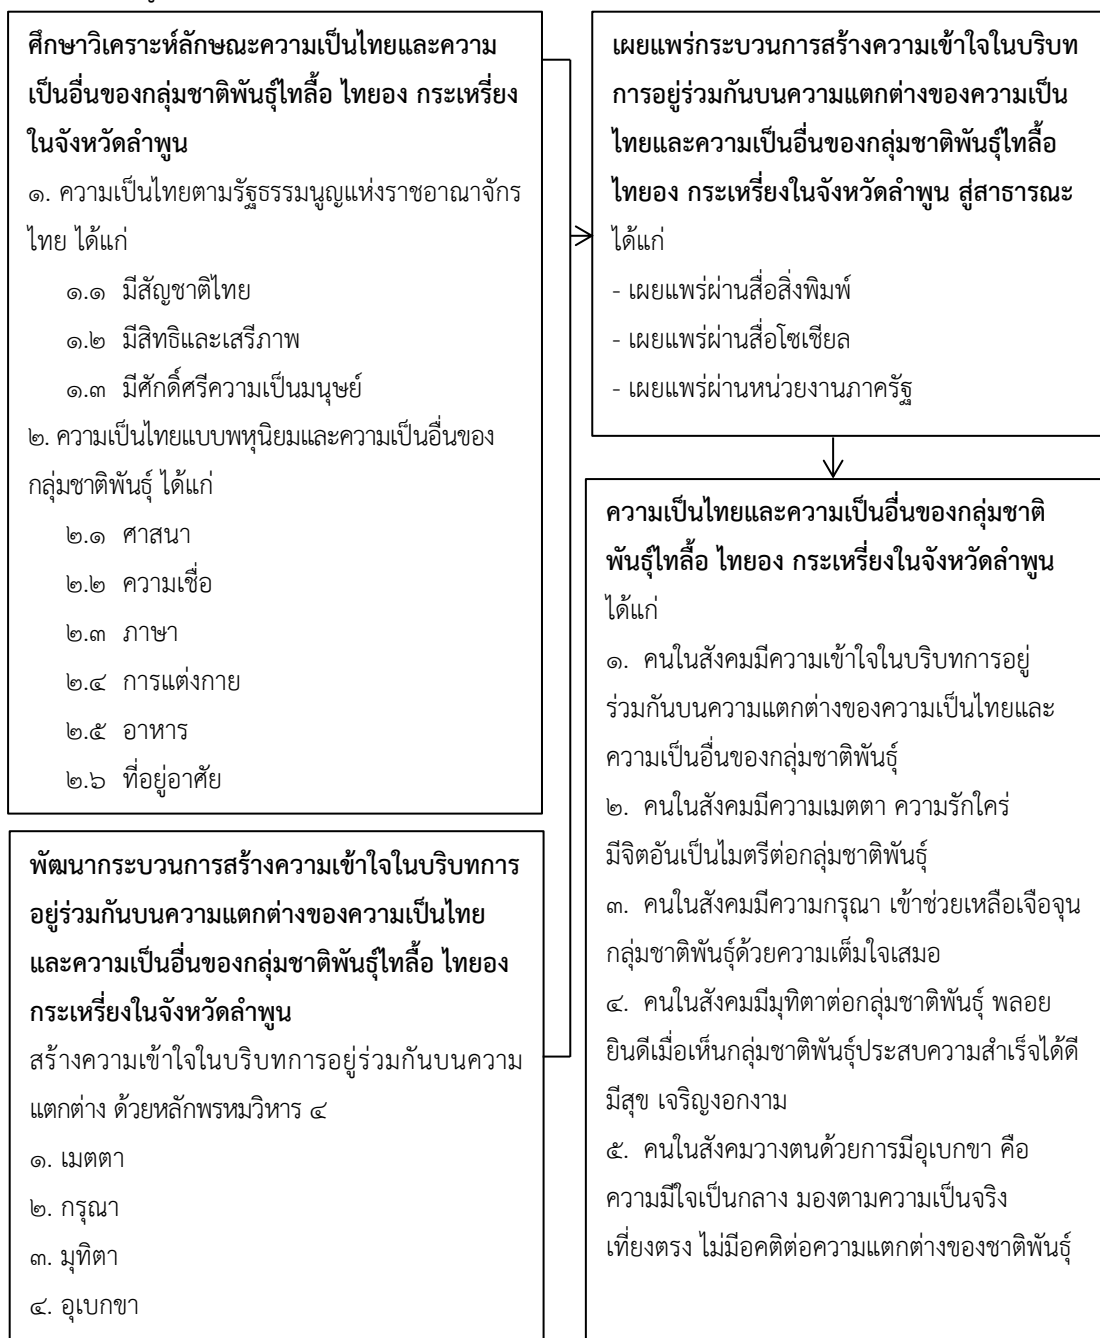 ศึกษาวิเคราะห์ลักษณะความเป็นไทยและความ
เป็นอื่นของกลุ่มชาติพันธุ์ไทลื้อ ไทยอง กระเหรี่ยง
ในจังหวัดลำพูน
๑. ความเป็นไทยตามรัฐธรรมนูญแห่งราชอาณาจักร
ไทย ได้แก่
๑.๑ มีสัญชาติไทย
๑.๒ มีสิทธิและเสรีภาพ
๑.๓ มีศักดิ์ศรีความเป็นมนุษย์
๒. ความเป็นไทยแบบพหุนิยมและความเป็นอื่นของ
กลุ่มชาติพันธุ์ ได้แก่
๒.๑ ศาสนา
๒.๒ ความเชื่อ
๒.๓ ภาษา
๒.๔ การแต่งกาย
๒.๕ อาหาร
๒.๖ ที่อยู่อาศัย
พัฒนากระบวนการสร้างความเข้าใจในบริบทการ
อยู่ร่วมกันบนความแตกต่างของความเป็นไทย
และความเป็นอื่นของกลุ่มชาติพันธุ์ไทลื้อ ไทยอง
กระเหรี่ยงในจังหวัดลำพูน
สร้างความเข้าใจในบริบทการอยู่ร่วมกันบนความ
แตกต่าง ด้วยหลักพรหมวิหาร ๔
๑. เมตตา
๒. กรุณา
๓. มุทิตา
๔. อุเบกขา
เผยแพร่กระบวนการสร้างความเข้าใจในบริบท
การอยู่ร่วมกันบนความแตกต่างของความเป็น
ไทยและความเป็นอื่นของกลุ่มชาติพันธุ์ไทลื้อ
ไทยอง กระเหรี่ยงในจังหวัดลำพูน สู่สาธารณะ
ได้แก่
- เผยแพร่ผ่านสื่อสิ่งพิมพ์
- เผยแพร่ผ่านสื่อโซเชียล
- เผยแพร่ผ่านหน่วยงานภาครัฐ
ความเป็นไทยและความเป็นอื่นของกลุ่มชาติ
พันธุ์ไทลื้อ ไทยอง กระเหรี่ยงในจังหวัดลำพูน
ได้แก่
๑. คนในสังคมมีความเข้าใจในบริบทการอยู่
ร่วมกันบนความแตกต่างของความเป็นไทยและ
ความเป็นอื่นของกลุ่มชาติพันธุ์
๒. คนในสังคมมีความเมตตา ความรักใคร่
มีจิตอันเป็นไมตรีต่อกลุ่มชาติพันธุ์
๓. คนในสังคมมีความกรุณา เข้าช่วยเหลือเจือจุน
กลุ่มชาติพันธุ์ด้วยความเต็มใจเสมอ
๔. คนในสังคมมีมุทิตาต่อกลุ่มชาติพันธุ์ พลอย
ยินดีเมื่อเห็นกลุ่มชาติพันธุ์ประสบความสำเร็จได้ดี
มีสุข เจริญงอกงาม
๕. คนในสังคมวางตนด้วยการมีอุเบกขา คือ
ความมีใจเป็นกลาง มองตามความเป็นจริง
เที่ยงตรง ไม่มีอคติต่อความแตกต่างของชาติพันธุ์